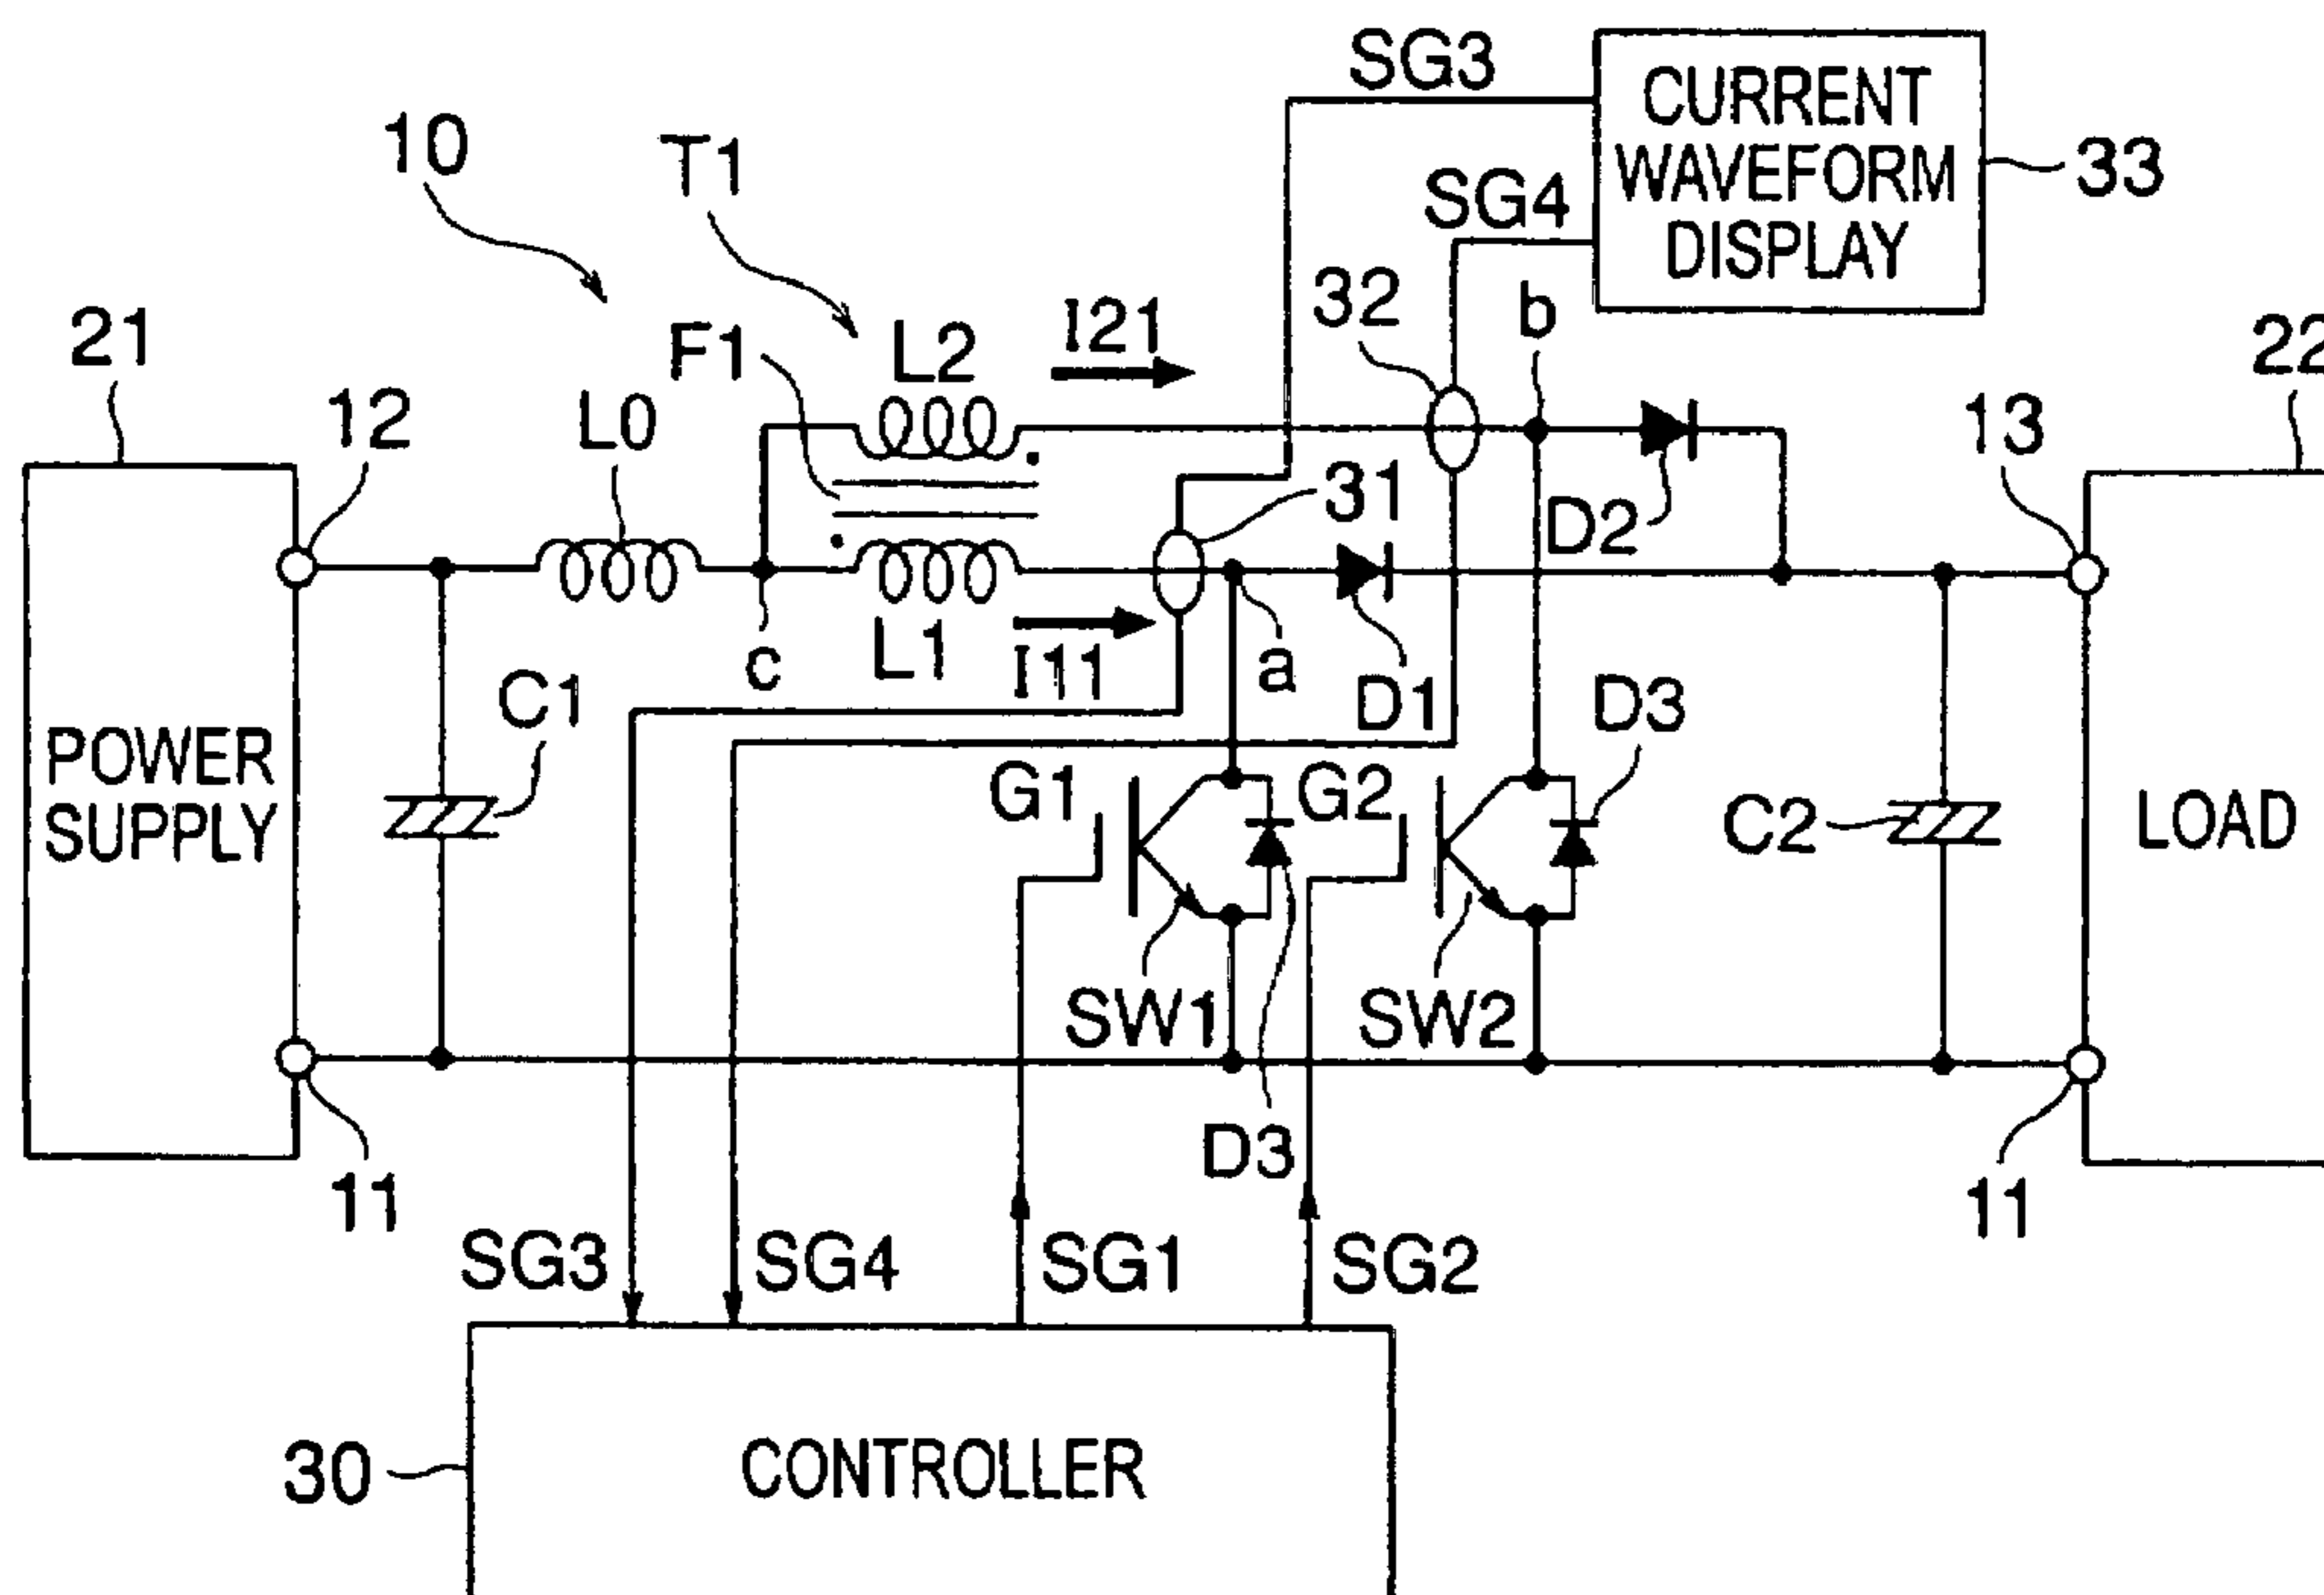 SG3
CURRENT
WAVEFORM
DISPLAY
33
10
T1
SG4
32
b
21
12
F1
L2
I21
L0
13
22
31
D2
c
L1
I11
a
D1
D3
C1
POWER
SUPPLY
G1
G2
C2
LOAD
SW1
SW2
D3
11
11
SG3
SG4
SG1
SG2
30
CONTROLLER